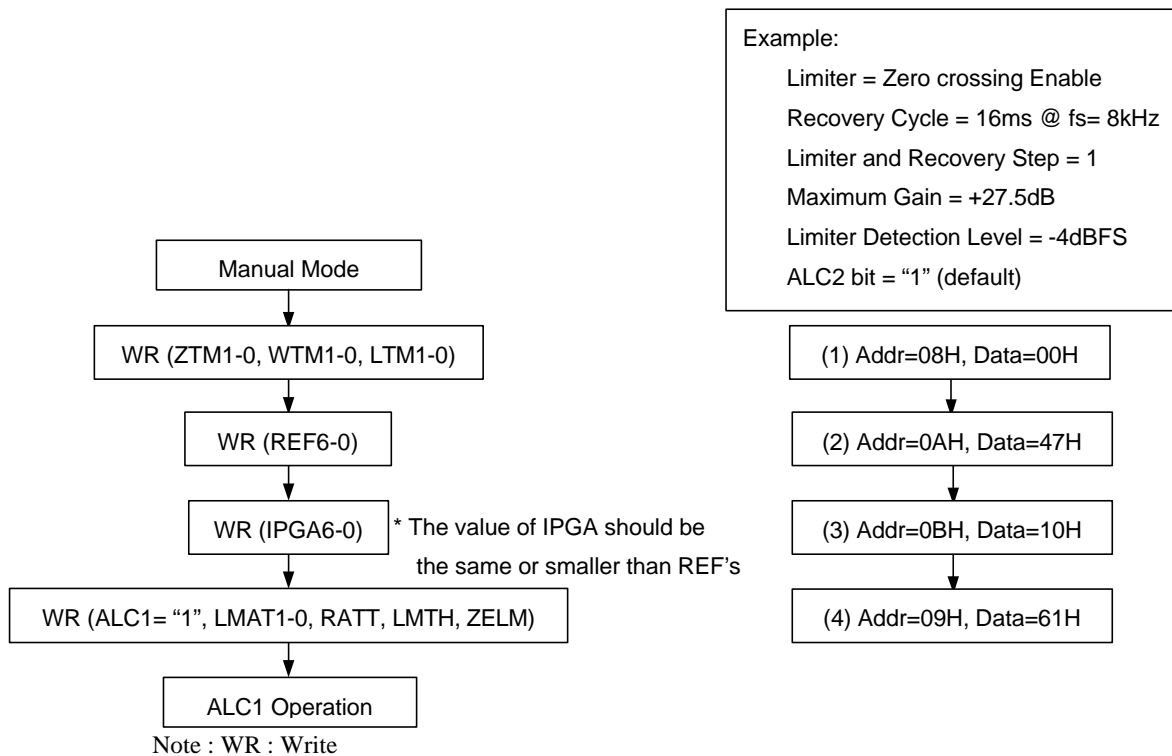 Example:
Limiter = Zero crossing Enable
Recovery Cycle = 16ms @ fs= 8kHz
Limiter and Recovery Step = 1
Maximum Gain = +27.5dB
Limiter Detection Level = -4dBFS
ALC2 bit = “1” (default)
Manual Mode
WR (ZTM1-0, WTM1-0, LTM1-0)
WR (REF6-0)
WR (IPGA6-0)
* The value of IPGA should be
the same or smaller than REF’s
WR (ALC1= “1”, LMAT1-0, RATT, LMTH, ZELM)
ALC1 Operation
Note : WR : Write
(1) Addr=08H, Data=00H
(2) Addr=0AH, Data=47H
(3) Addr=0BH, Data=10H
(4) Addr=09H, Data=61H